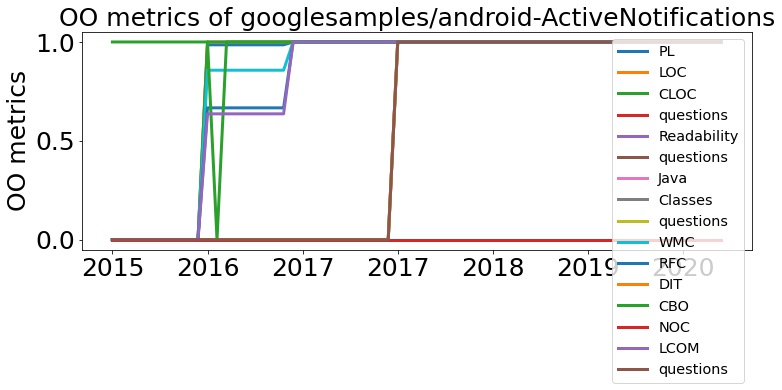 OO metrics of googlesamples/android-ActiveNotifications
OO metrics
1.0
0.5
0.0
2015 2016 2017 2017 2018 2019 2020
PL
LOC
CLOC
questions
Readability
questions
Java
Classes
questions
WMC
RFC
DIT
CBO
NOC
LCOM
questions